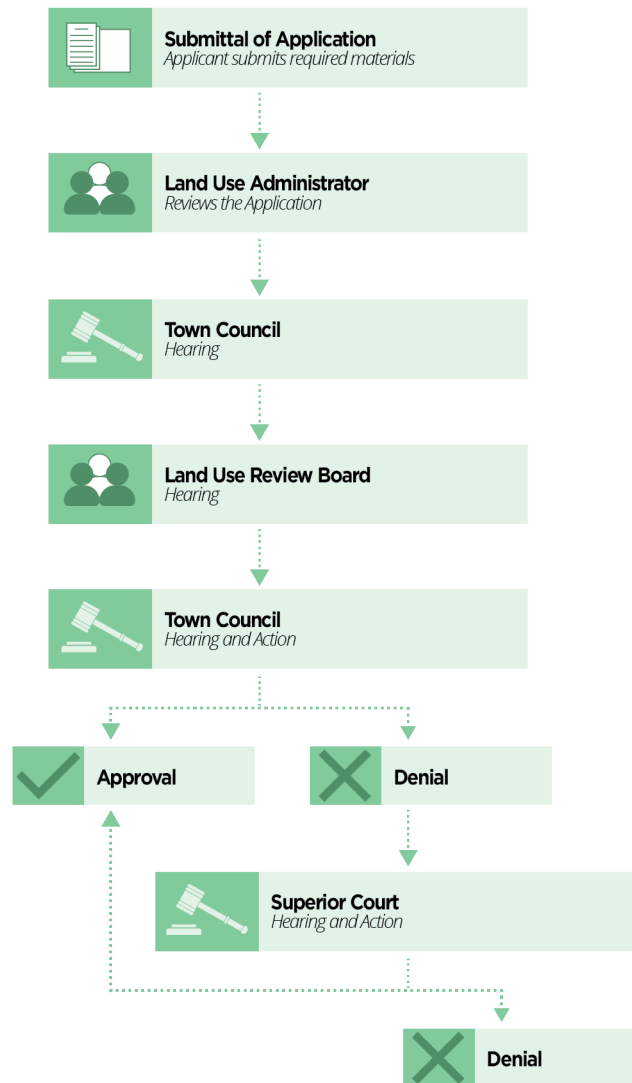 Submittal of Application
Applicant submits required materials
Land Use Administrator
Reviews the Application
Town Council
Hearing
Land Use Review Board
Hearing
Town Council
Hearing and Action
Approval
Denial
Superior Court
Hearing and Action
Denial